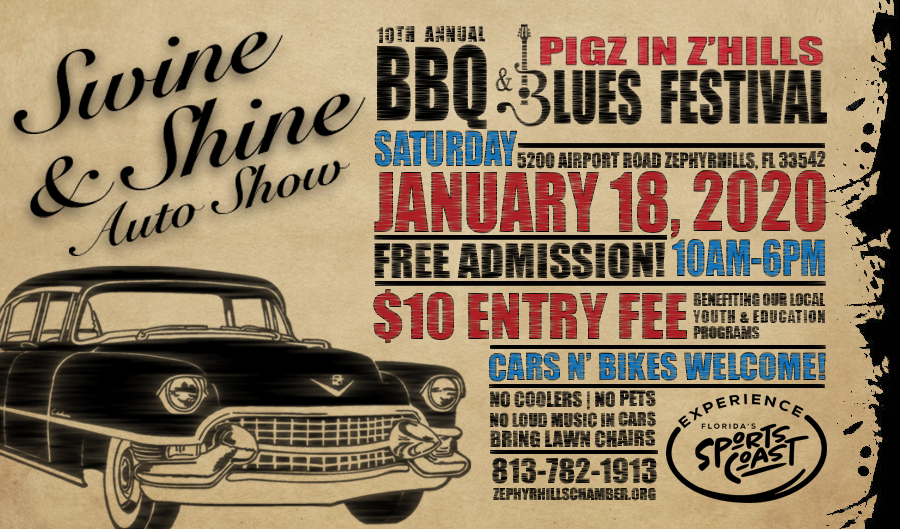 Swine
& Shine
Auto Show
10TH ANNUAL
PIGZ IN Z'HILLS
BBQ & BLUES FESTIVAL
SATURDAY
5200 AIRPORT ROAD ZEPHYRHILLS, FL 33542
JANUARY 18, 2020
FREE ADMISSION! 10AM-6PM
$10 ENTRY FEE
BENEFITING OUR LOCAL
YOUTH & EDUCATION
PROGRAMS
CARS N' BIKES WELCOME!
NO COOLERS | NO PETS
NO LOUD MUSIC IN CARS
BRING LAWN CHAIRS
813-782-1913
ZEPHYRHILLSCHAMBER.ORG
EXPERIENCE
FLORIDA'S
SPORTS
COAST